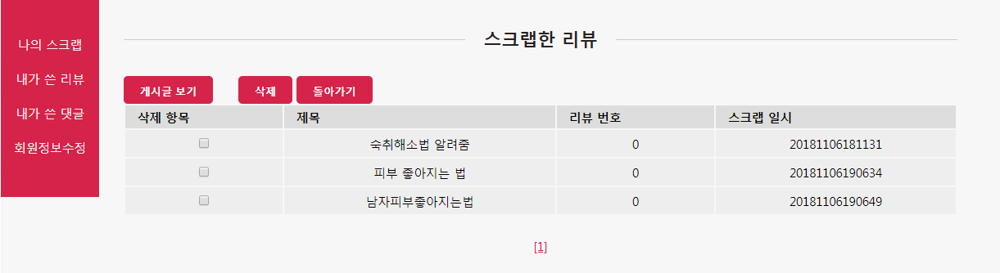 나의 스크랩
내가 쓴 리뷰
내가 쓴 댓글
회원정보수정
스크랩한 리뷰
게시글 보기 삭제 돌아가기
삭제 항목 제목 리뷰 번호 스크랩 일시
숙취해소법 알려줌 0 20181106181131
피부 좋아지는 법 0 20181106190634
남자피부좋아지는법 0 20181106190649
[1]